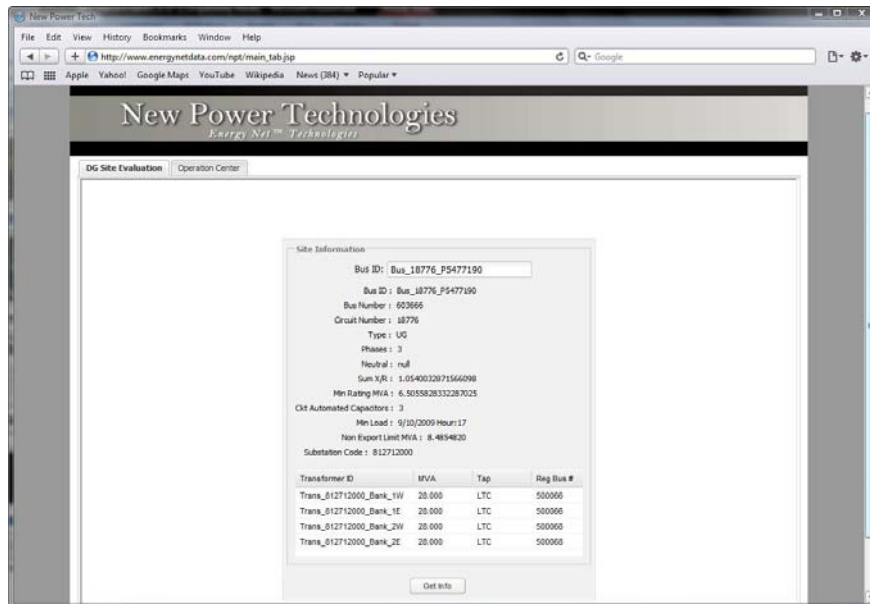 New Power Tech
File Edit View History Bookmarks Window Help
http://www.energynetdata.com/npt/main_tab.jsp
Google
Apple Yahoo! Google Maps YouTube Wikipedia News (384) Popular
New Power Technologies
Energy Net™ Technologies
DG Site Evaluation Operation Center
Site Information
Bus ID: Bus_18776_P5477190
Bus ID : Bus_18776_P5477190
Bus Number : 603666
Circuit Number : 18776
Type : UG
Phases : 3
Neutral : null
Sum X/R : 1.0540032871566098
Min Rating MVA : 6.5055828332287025
Ckt Automated Capacitors : 3
Min Load : 9/10/2009 Hour:17
Non Export Limit MVA : 8.4854820
Substation Code : 812712000
Transformer ID MVA Tap Reg Bus #
Trans_812712000_Bank_1W 28.000 LTC 500066
Trans_812712000_Bank_1E 28.000 LTC 500066
Trans_812712000_Bank_2W 28.000 LTC 500068
Trans_812712000_Bank_2E 28.000 LTC 500068
Get Info